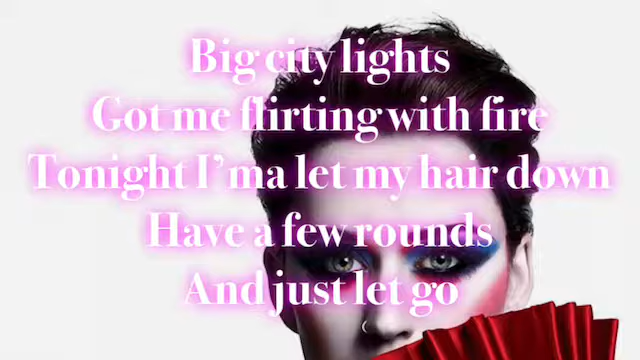 Big city lights
Got me flirting with fire
Tonight I'ma let my hair down
Have a few rounds
And just let go